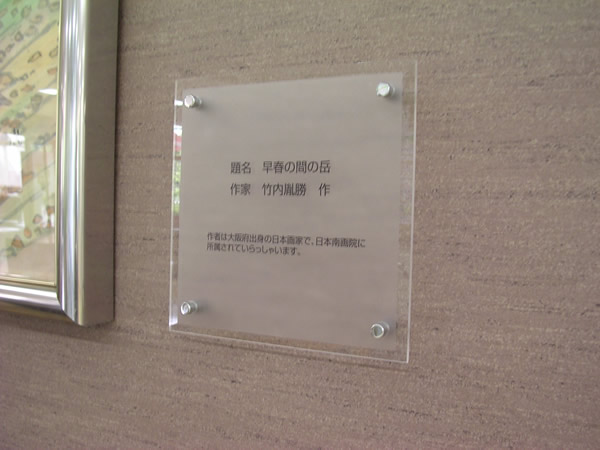 題名 早春の間の岳
作家 竹内胤勝 作
作者は大阪府出身の日本画家で、日本南画院に
所属されていらっしゃいます。